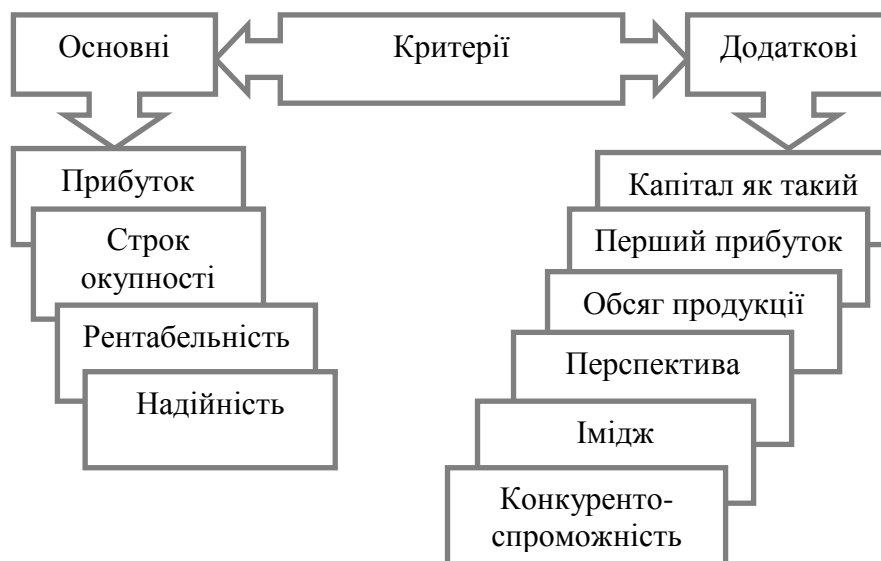 Основні
Критерії
Додаткові
Прибуток
Строк
окупності
Рентабельність
Надійність
Капітал як такий
Перший прибуток
Обсяг продукції
Перспектива
Імідж
Конкуренто-
спроможність